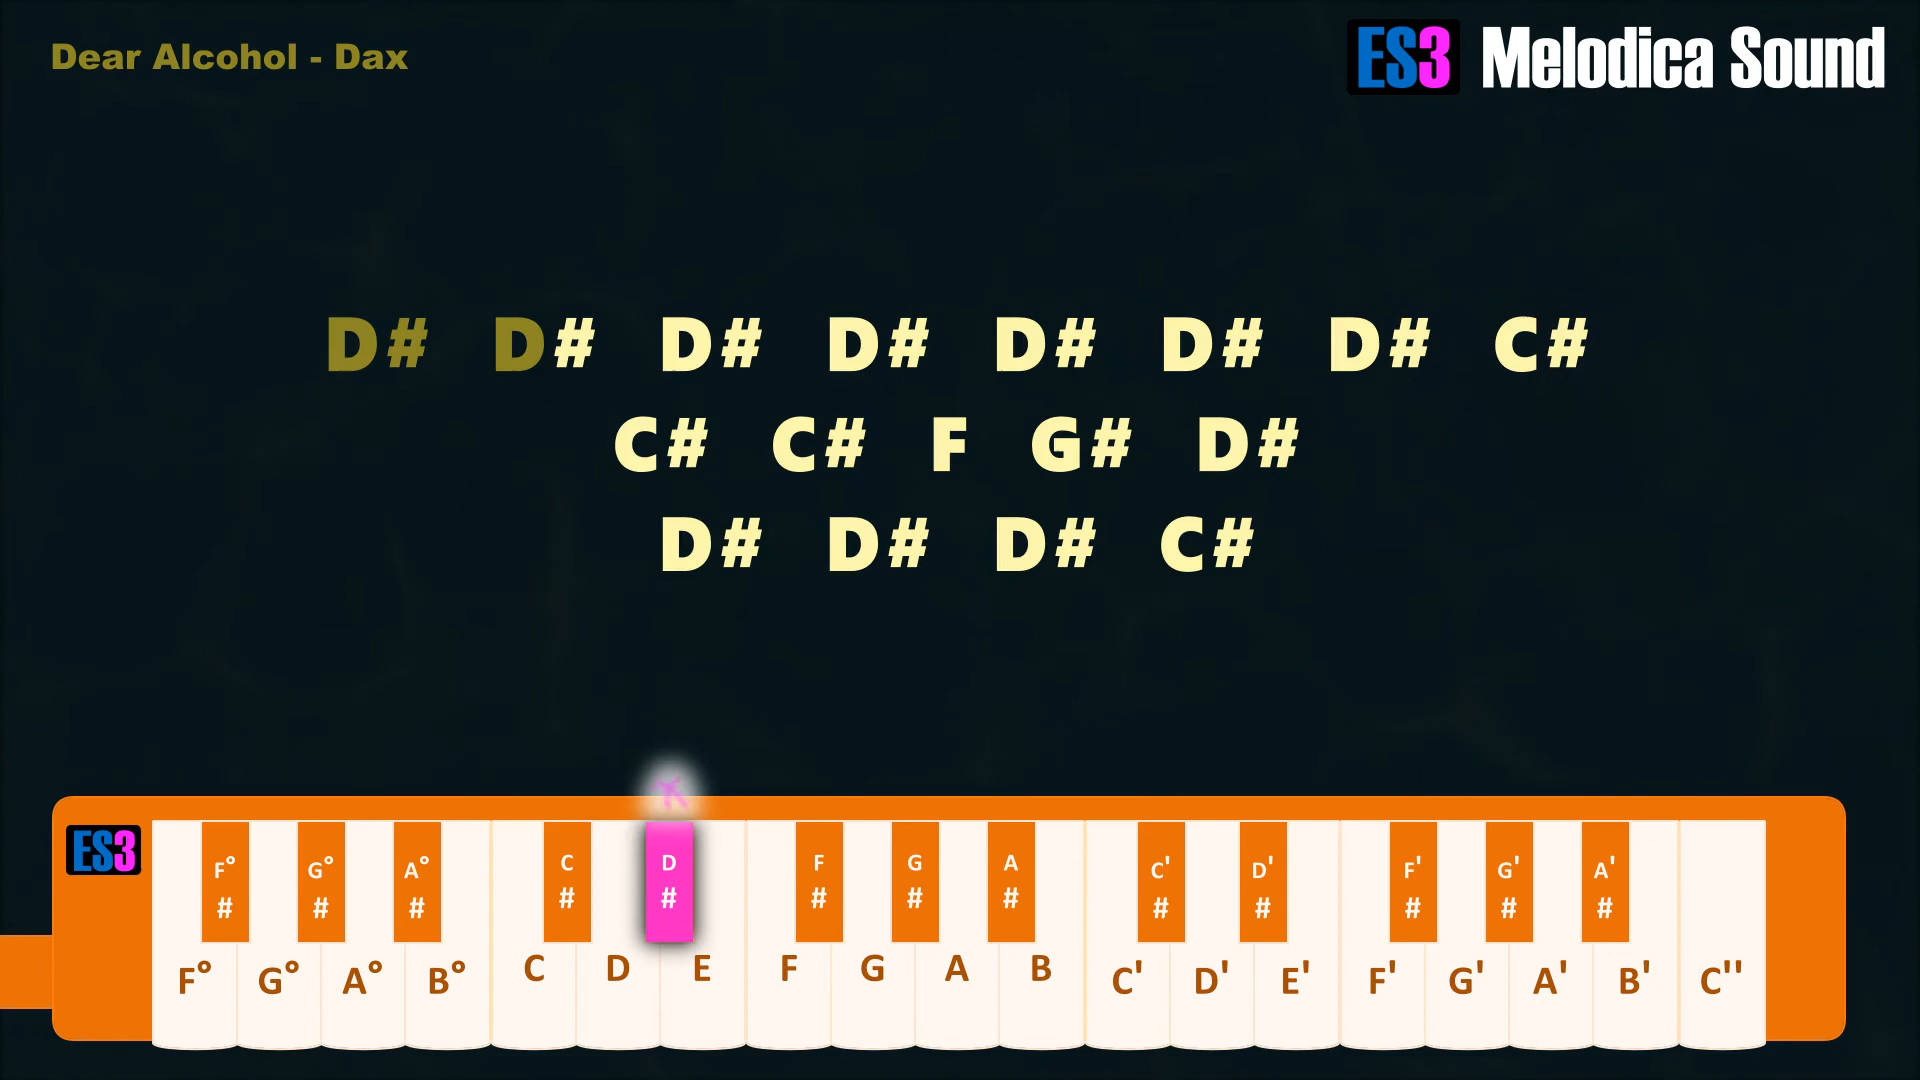 Dear Alcohol - Dax
ES3 Melodica Sound
D# D# D# D# D# D# D# C#
C# C# F G# D#
D# D# D# C#
ES3
F°# G°# A°# C# D# F# G# A# C'# D'# F'# G'# A'#
F° G° A° B° C D E F G A B C' D' E' F' G' A' B' C''